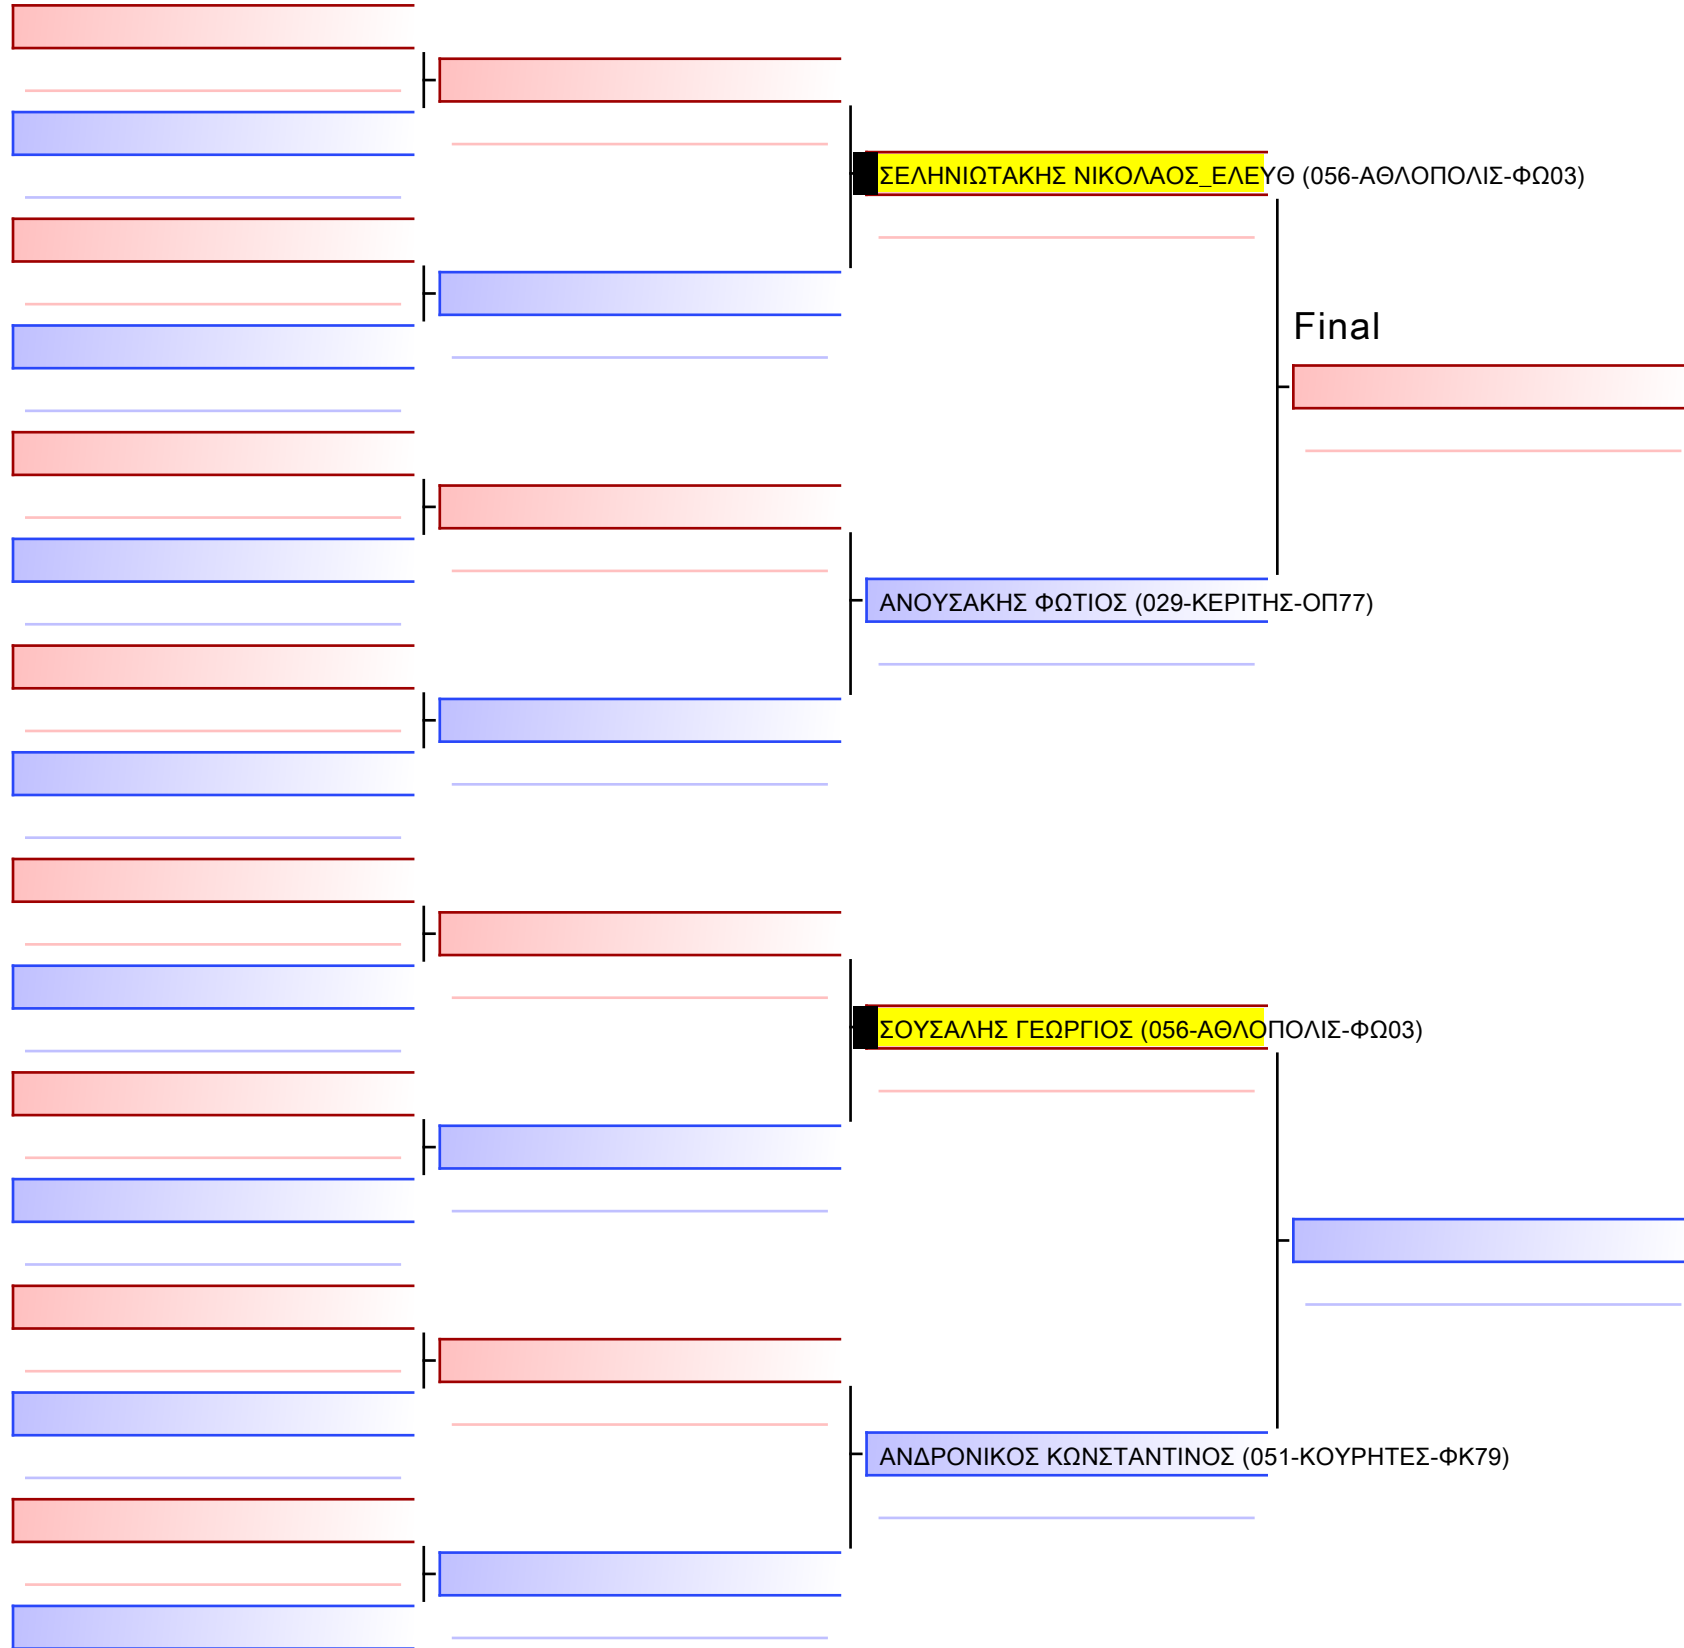 ΣΕΛΗΝΙΩΤΑΚΗΣ ΝΙΚΟΛΑΟΣ_ΕΛΕΥΘ (056-ΑΘΛΟΠΟΛΙΣ-ΦΩ03)
Final
ΑΝΟΥΣΑΚΗΣ ΦΩΤΙΟΣ (029-ΚΕΡΙΤΗΣ-ΟΠ77)
ΣΟΥΣΑΛΗΣ ΓΕΩΡΓΙΟΣ (056-ΑΘΛΟΠΟΛΙΣ-ΦΩ03)
ΑΝΔΡΟΝΙΚΟΣ ΚΩΝΣΤΑΝΤΙΝΟΣ (051-ΚΟΥΡΗΤΕΣ-ΦΚ79)